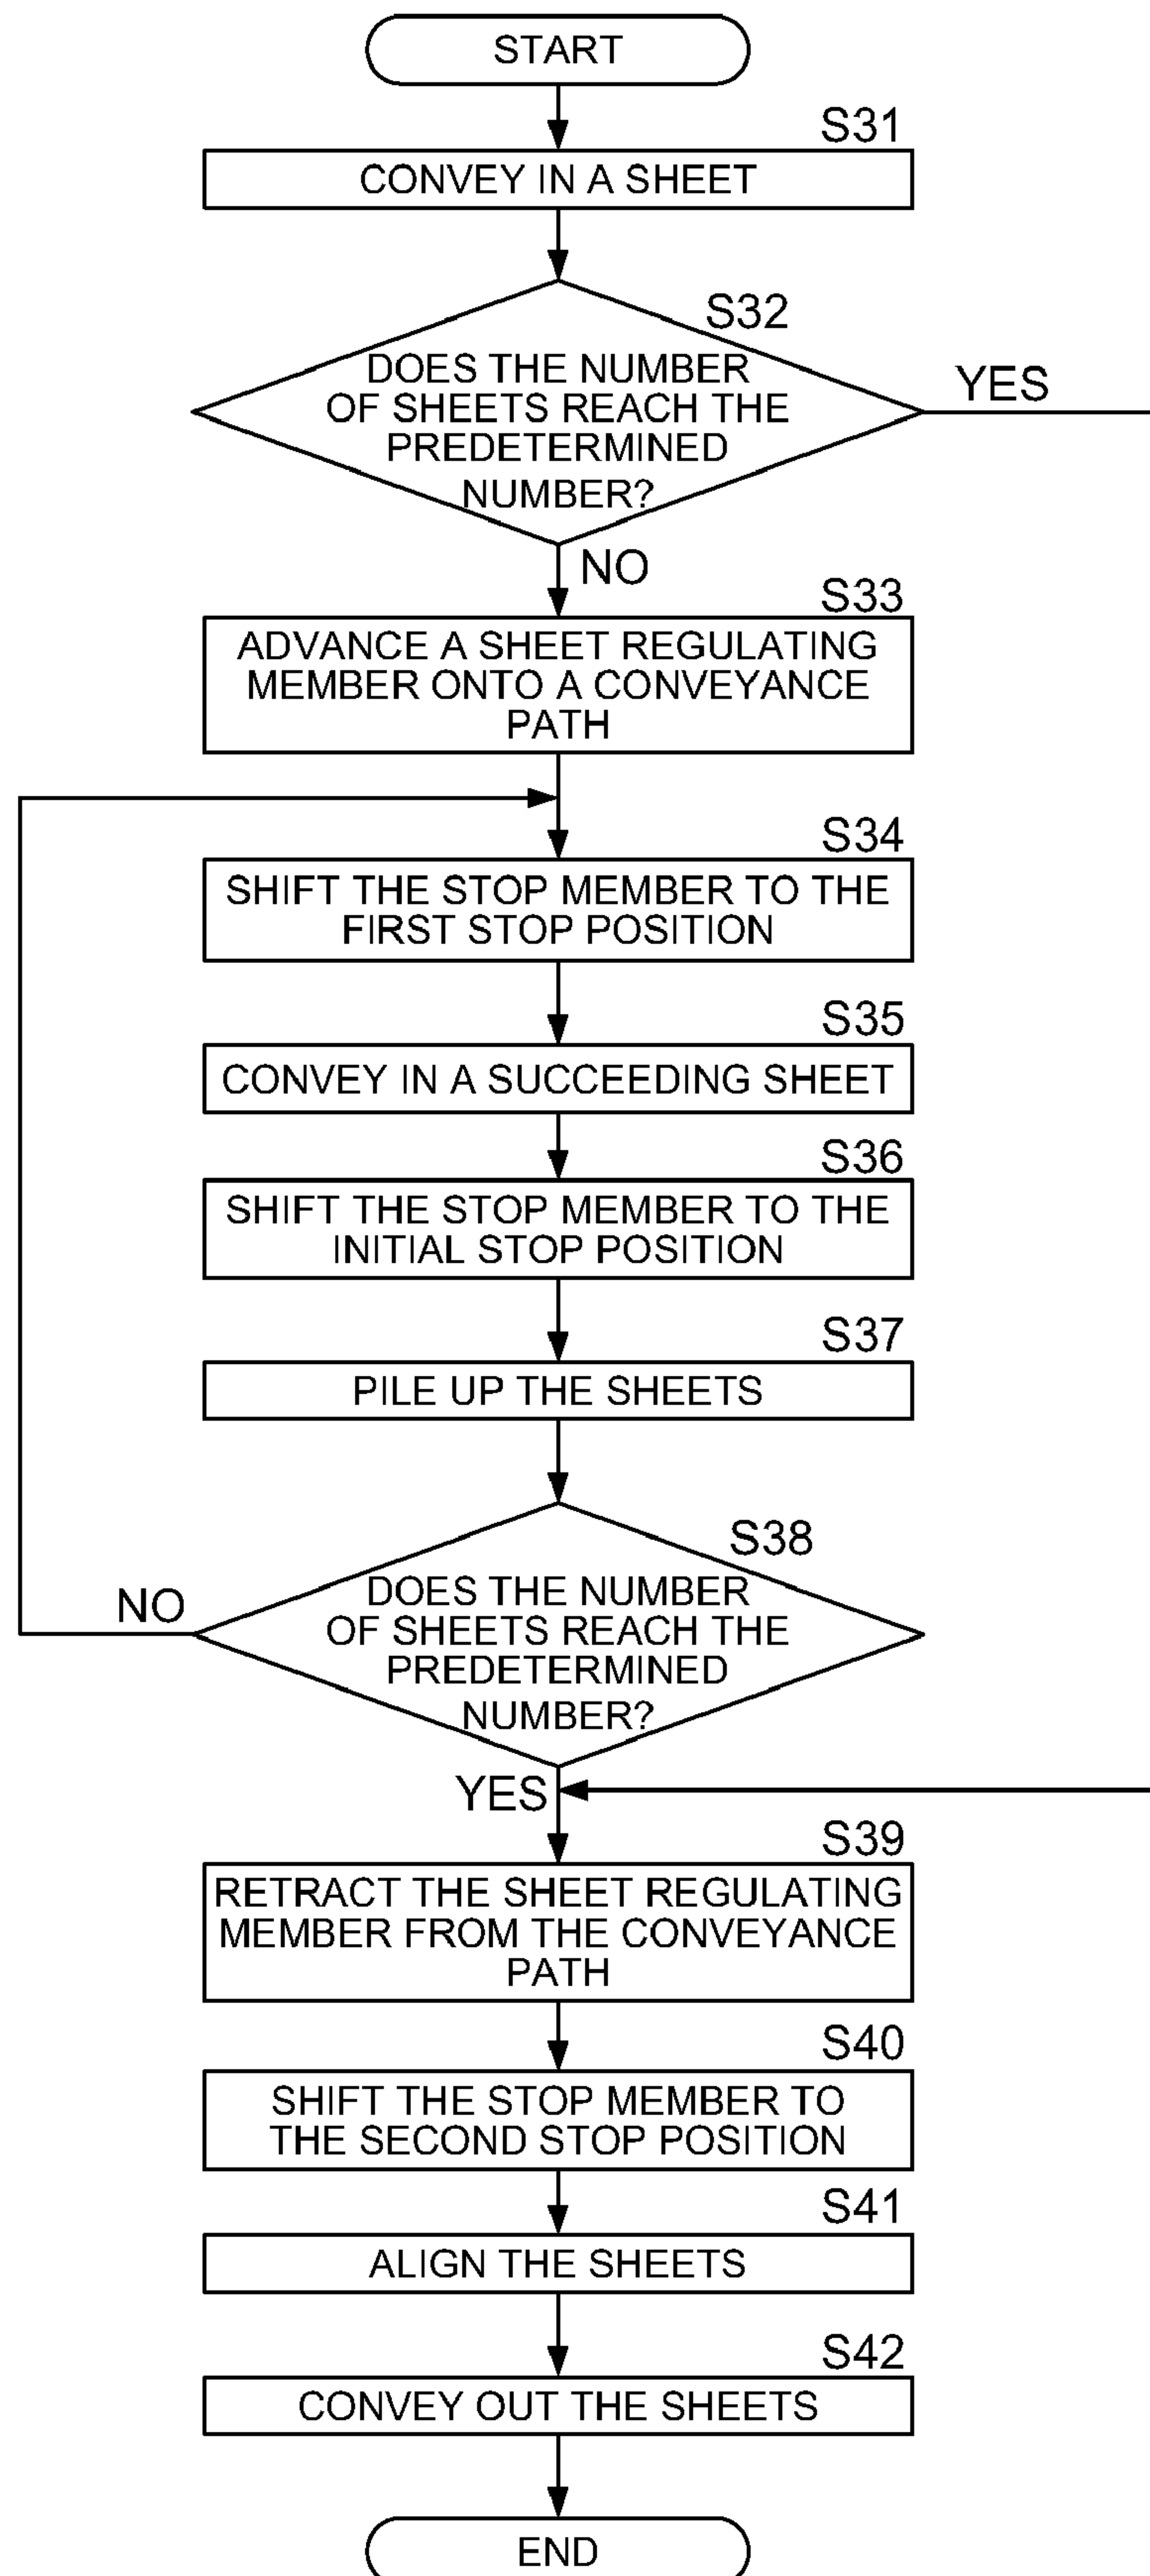 START
S31
CONVEY IN A SHEET
S32
DOES THE NUMBER
OF SHEETS REACH THE
PREDETERMINED
NUMBER?
YES
NO
S33
ADVANCE A SHEET REGULATING
MEMBER ONTO A CONVEYANCE
PATH
S34
SHIFT THE STOP MEMBER TO THE
FIRST STOP POSITION
S35
CONVEY IN A SUCCEEDING SHEET
S36
SHIFT THE STOP MEMBER TO THE
INITIAL STOP POSITION
S37
PILE UP THE SHEETS
S38
DOES THE NUMBER
OF SHEETS REACH THE
PREDETERMINED
NUMBER?
NO
YES
S39
RETRACT THE SHEET REGULATING
MEMBER FROM THE CONVEYANCE
PATH
S40
SHIFT THE STOP MEMBER TO
THE SECOND STOP POSITION
S41
ALIGN THE SHEETS
S42
CONVEY OUT THE SHEETS
END